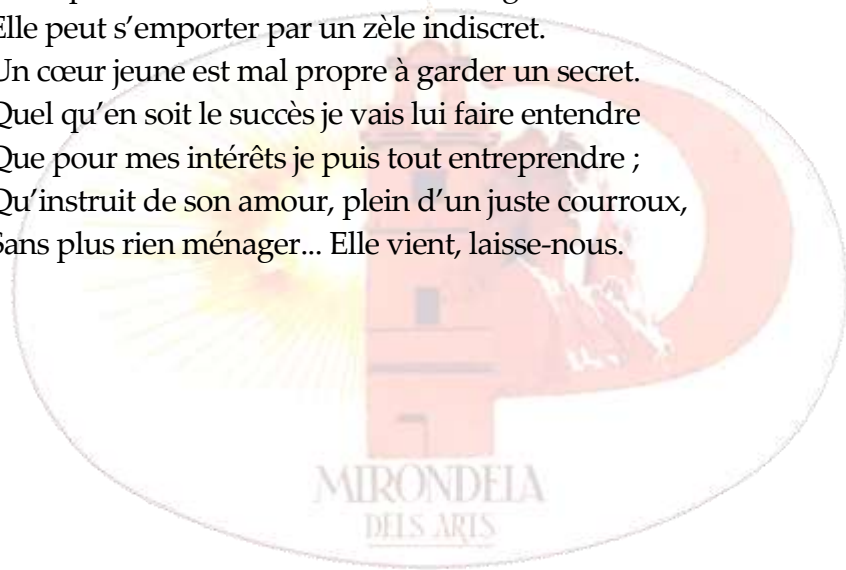 Elle peut s’emporter par un zèle indiscret.
Un cœur jeune est mal propre à garder un secret.
Quel qu’en soit le succès je vais lui faire entendre
Que pour mes intérêts je puis tout entreprendre ;
Qu’instruit de son amour, plein d’un juste courroux,
Sans plus rien ménager... Elle vient, laisse-nous.
MIRONDELA
DELS ARTS